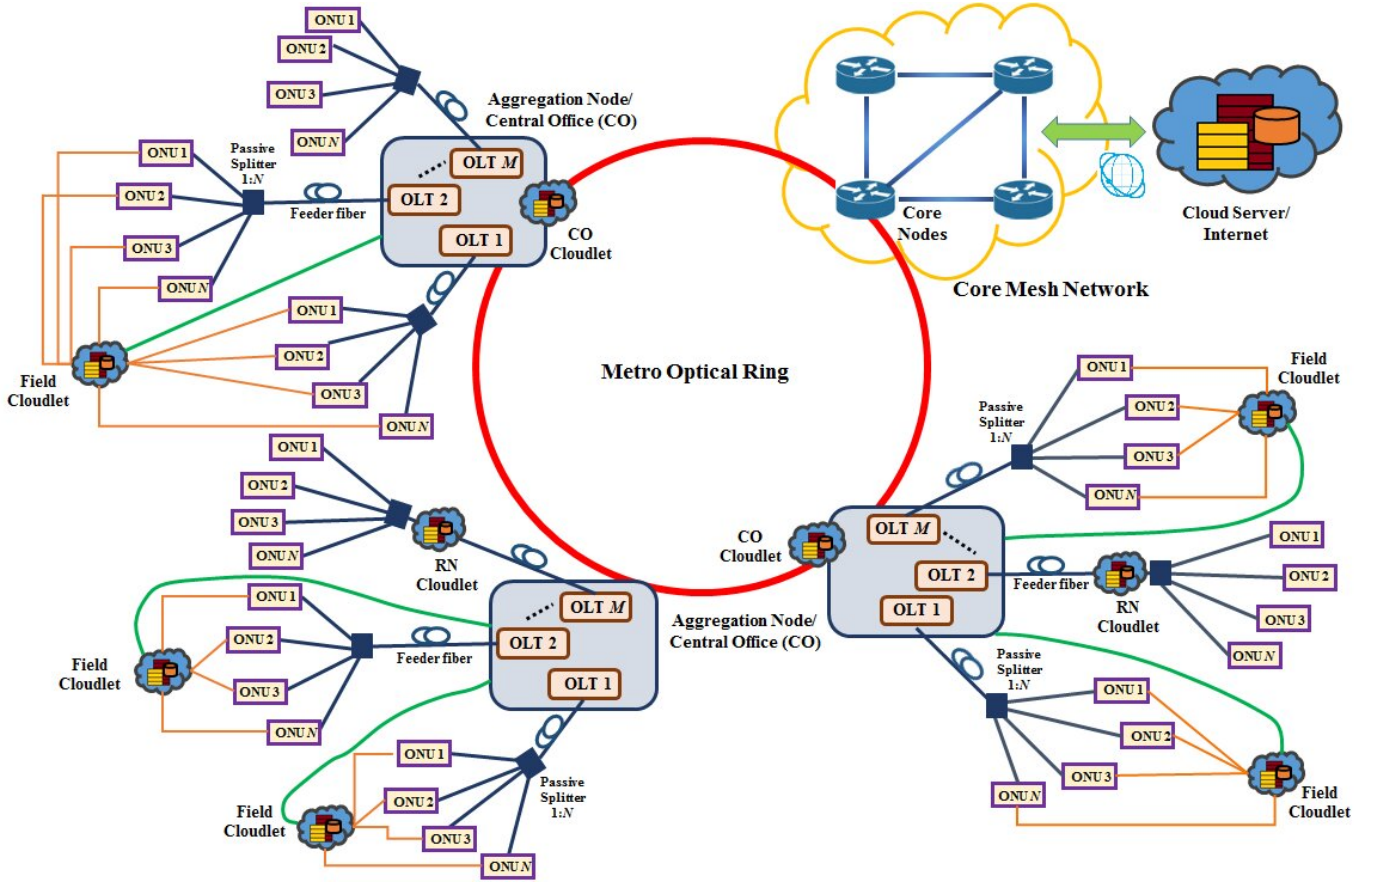 ONU 1
ONU 2
ONU 3
ONU N
Aggregation Node/
Central Office (CO)
OLT M
OLT 2
OLT 1
CO
Cloudlet
Passive
Splitter
1:N
Feeder fiber
ONU 1
ONU 2
ONU 3
ONU N
ONU 1
ONU 2
ONU 3
ONU N
Field
Cloudlet
Core
Nodes
Cloud Server/
Internet
Core Mesh Network
Metro Optical Ring
ONU 1
ONU 2
ONU 3
ONU N
RN
Cloudlet
ONU 1
ONU 2
ONU 3
ONU N
Field
Cloudlet
Feeder fiber
OLT M
OLT 2
OLT 1
Aggregation Node/
Central Office (CO)
ONU 1
ONU 2
ONU 3
ONU N
Passive
Splitter
1:N
Field
Cloudlet
Passive
Splitter
1:N
ONU 1
ONU 2
ONU 3
ONU N
Field
Cloudlet
CO
Cloudlet
OLT M
OLT 2
OLT 1
Feeder fiber
RN
Cloudlet
ONU 1
ONU 2
ONU 3
ONU N
Passive
Splitter
1:N
ONU 1
ONU 2
ONU 3
ONU N
Field
Cloudlet